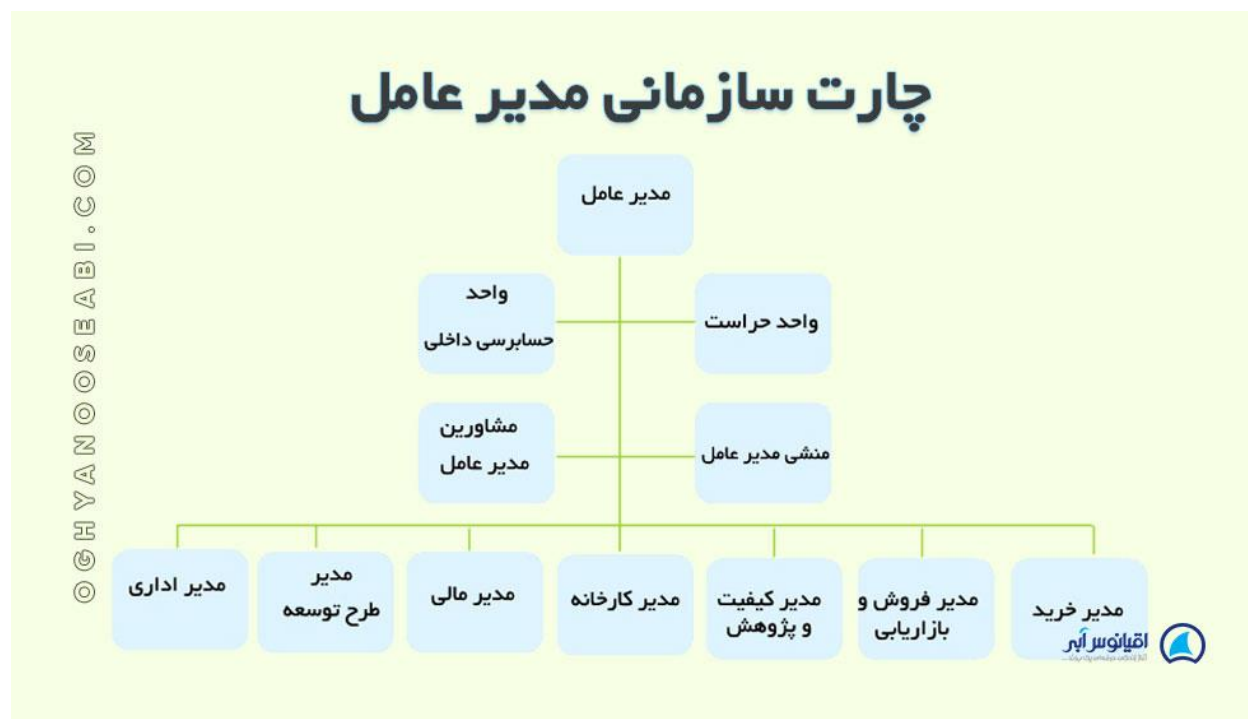 چارت سازمانی مدیر عامل
مدیر عامل
واحد حراست
واحد
حسابرسی داخلی
منشی مدیر عامل
مشاورین
مدیر عامل
مدیر خرید
مدیر فروش و
بازاریابی
مدیر کیفیت
و پژوهش
مدیر کارخانه
مدیر مالی
مدیر
طرح توسعه
مدیر اداری
اقیانوس آبی
OGHYANOOSEABI.COM